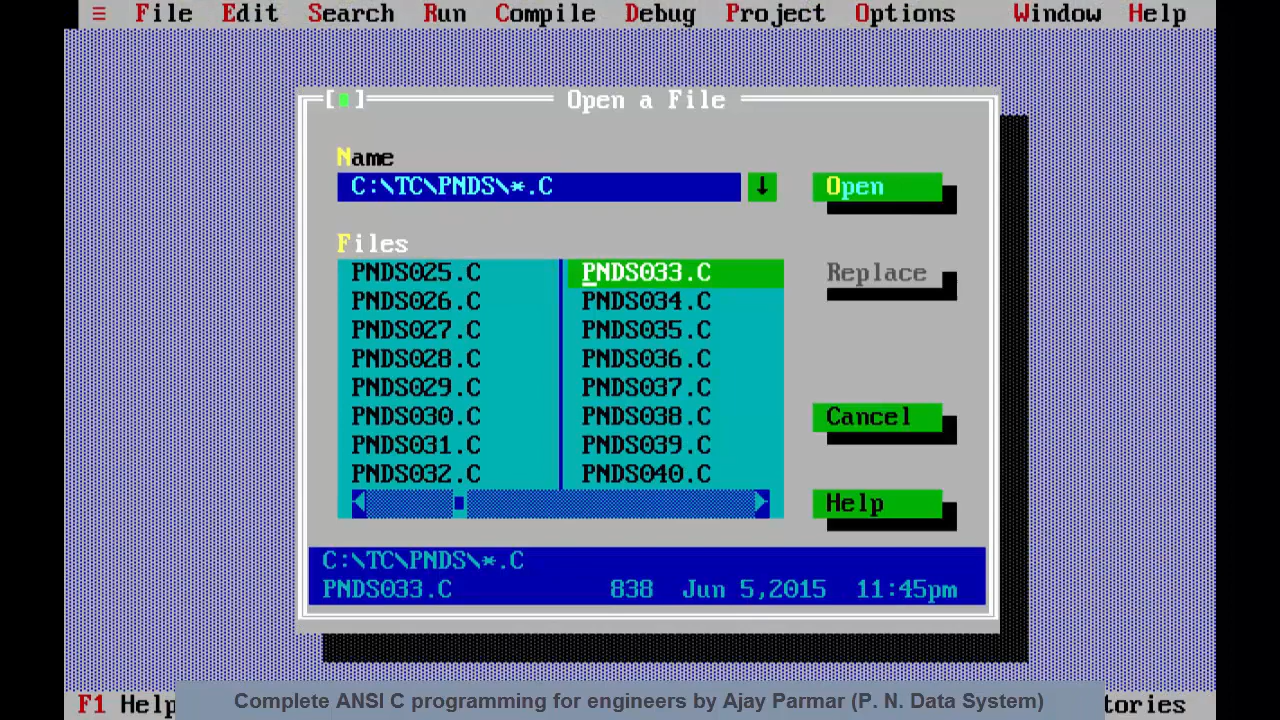 ≡ File Edit Search Run Compile Debug Project Options Window Help
[■] Open a File
Name
C:\TC\PNDS\*.C ↓ Open
Files
PNDS025.C PNDS033.C Replace
PNDS026.C PNDS034.C
PNDS027.C PNDS035.C
PNDS028.C PNDS036.C
PNDS029.C PNDS037.C
PNDS030.C PNDS038.C Cancel
PNDS031.C PNDS039.C
PNDS032.C PNDS040.C
Help
C:\TC\PNDS\*.C
PNDS033.C 838 Jun 5,2015 11:45pm
F1 Help tories
Complete ANSI C programming for engineers by Ajay Parmar (P. N. Data System)